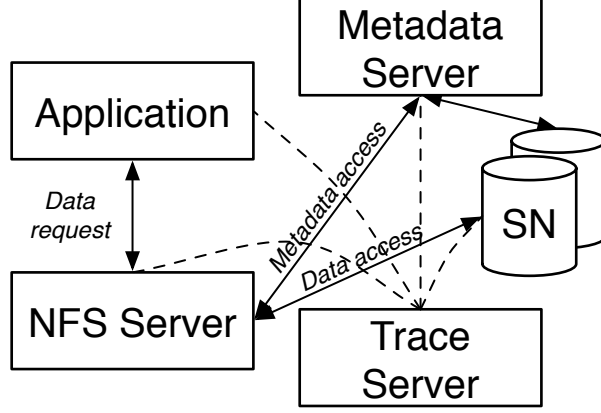 Metadata
Server
Application
Metadata access
Data
request
Data access
SN
NFS Server
Trace
Server